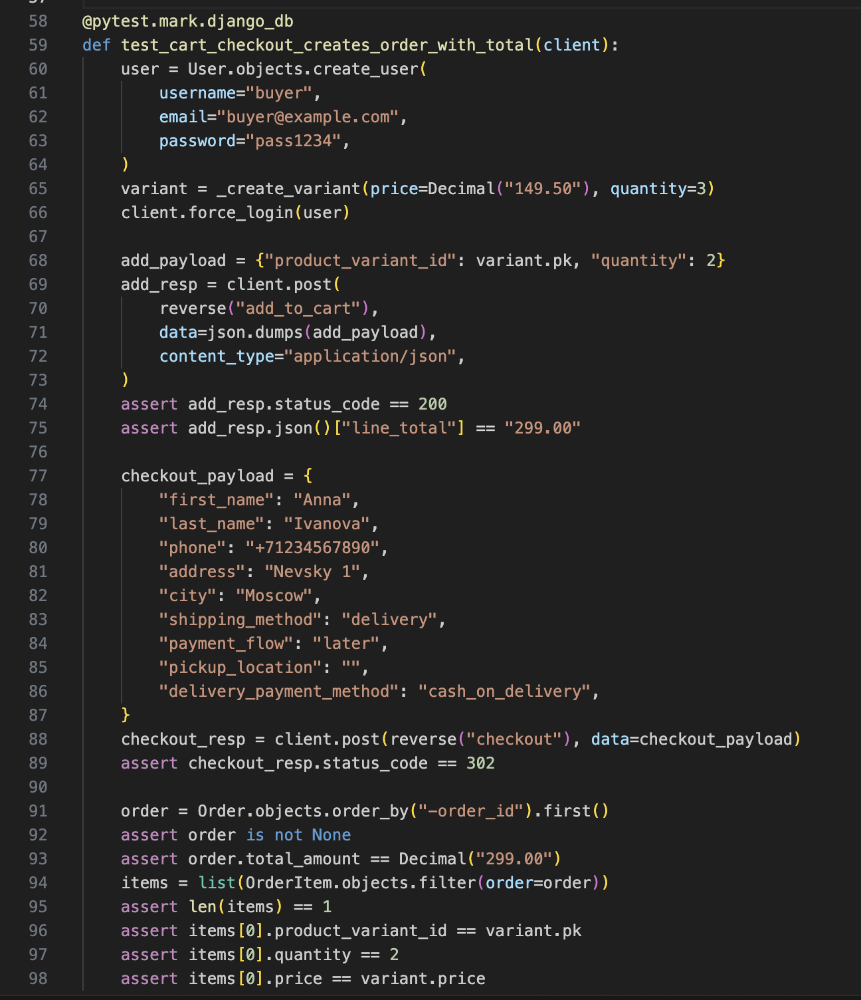 57
58 @pytest.mark.django_db
59 def test_cart_checkout_creates_order_with_total(client):
60     user = User.objects.create_user(
61         username="buyer",
62         email="buyer@example.com",
63         password="pass1234",
64     )
65     variant = _create_variant(price=Decimal("149.50"), quantity=3)
66     client.force_login(user)
67
68     add_payload = {"product_variant_id": variant.pk, "quantity": 2}
69     add_resp = client.post(
70         reverse("add_to_cart"),
71         data=json.dumps(add_payload),
72         content_type="application/json",
73     )
74     assert add_resp.status_code == 200
75     assert add_resp.json()["line_total"] == "299.00"
76
77     checkout_payload = {
78         "first_name": "Anna",
79         "last_name": "Ivanova",
80         "phone": "+71234567890",
81         "address": "Nevsky 1",
82         "city": "Moscow",
83         "shipping_method": "delivery",
84         "payment_flow": "later",
85         "pickup_location": "",
86         "delivery_payment_method": "cash_on_delivery",
87     }
88     checkout_resp = client.post(reverse("checkout"), data=checkout_payload)
89     assert checkout_resp.status_code == 302
90
91     order = Order.objects.order_by("-order_id").first()
92     assert order is not None
93     assert order.total_amount == Decimal("299.00")
94     items = list(OrderItem.objects.filter(order=order))
95     assert len(items) == 1
96     assert items[0].product_variant_id == variant.pk
97     assert items[0].quantity == 2
98     assert items[0].price == variant.price